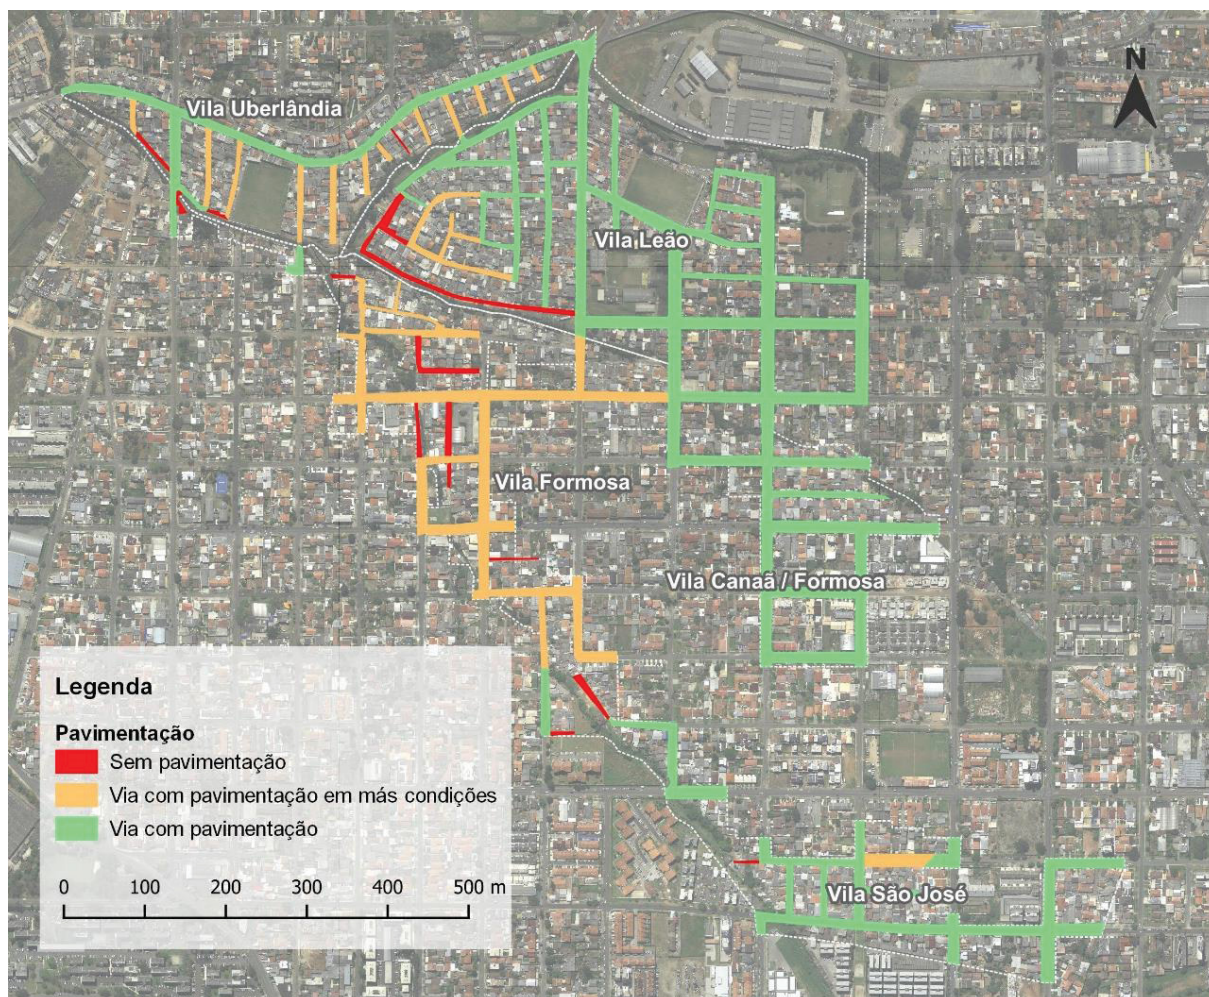 N
Vila Uberlândia
Vila Leão
Vila Formosa
Vila Canaã / Formosa
Vila São José
Legenda
Pavimentação
Sem pavimentação
Via com pavimentação em más condições
Via com pavimentação
0 100 200 300 400 500 m